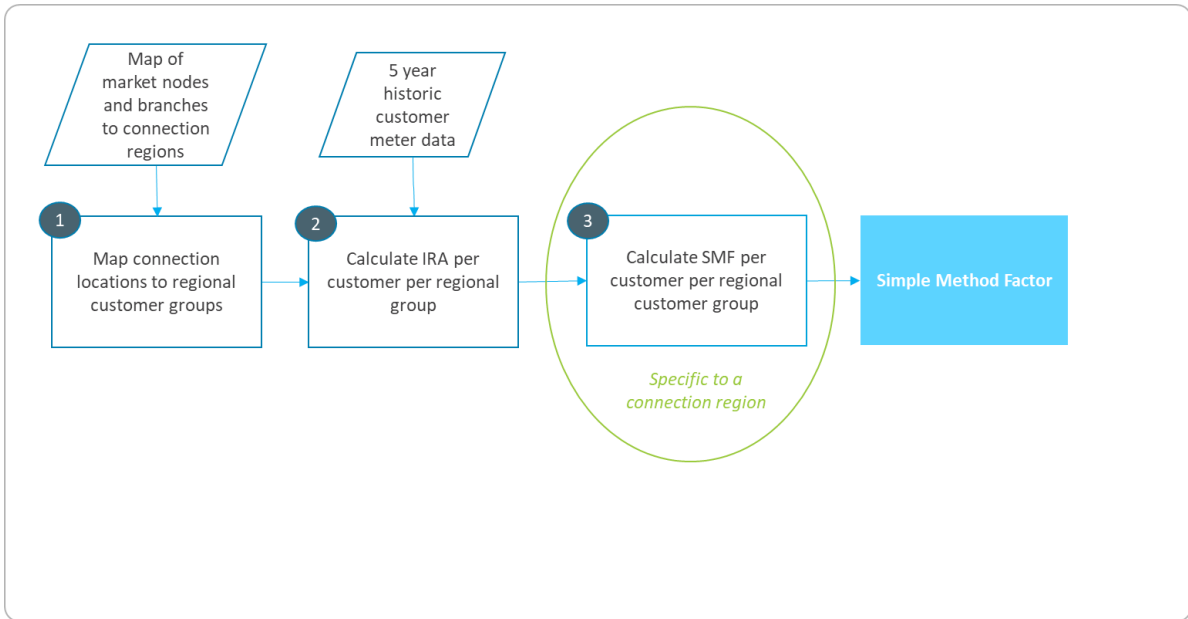 Map of
market nodes
and branches
to connection
regions
5 year
historic
customer
meter data
1
Map connection
locations to regional
customer groups
2
Calculate IRA per
customer per regional
group
3
Calculate SMF per
customer per regional
customer group
Specific to a
connection region
Simple Method Factor